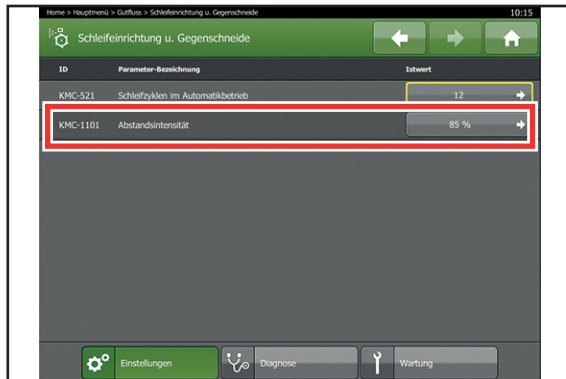 Home > Hauptmenü > Gutfluss > Schleifeinrichtung u. Gegenschneide 10:15
Schleifeinrichtung u. Gegenschneide
ID Parameter-Bezeichnung Istwert
KMC-521 Schleifzyklen im Automatikbetrieb 12
KMC-1101 Abstandsintensität 85 %
Einstellungen Diagnose Wartung